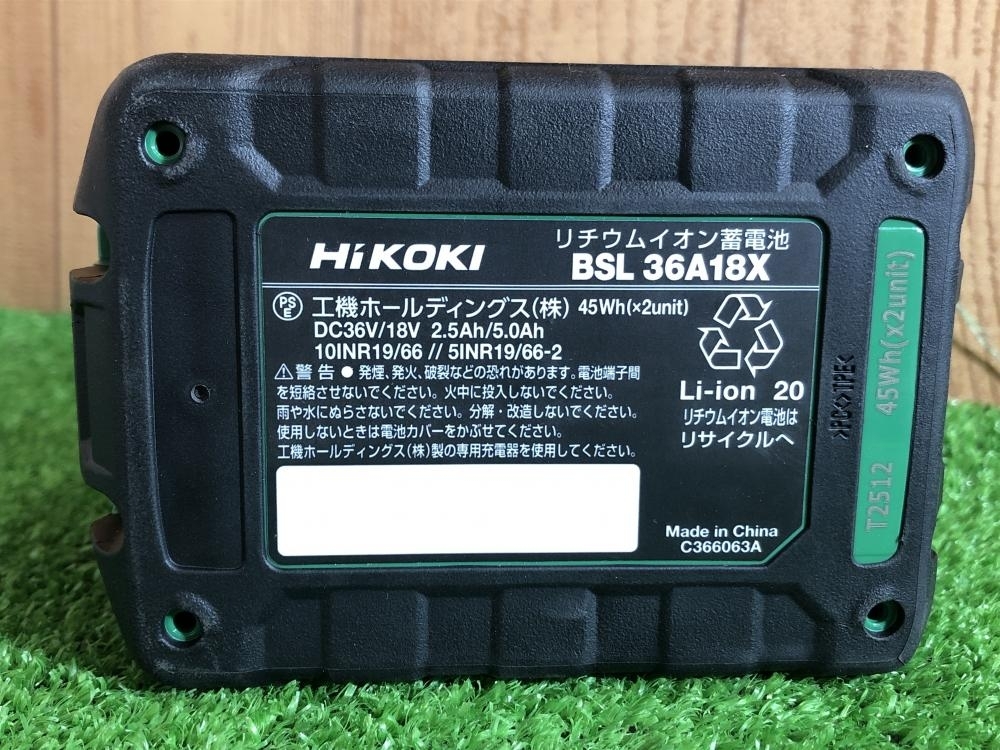 HiKOKI
リチウムイオン蓄電池
BSL 36A18X
PSE 工機ホールディングス(株) 45Wh(×2unit)
DC36V/18V 2.5Ah/5.0Ah
10INR19/66 // 5INR19/66-2
⚠警告 ● 発煙、発火、破裂などの恐れがあります。電池端子間
を短絡させないでください。火中に投入しないでください。
雨や水にぬらさないでください。分解・改造しないでください。
使用しないときは電池カバーをかぶせてください。
工機ホールディングス(株)製の専用充電器を使用してください。
Li-ion 20
リチウムイオン電池は
リサイクルへ
Made in China
C366063A
>PC<>TPE<
T2512 45Wh(x2unit)